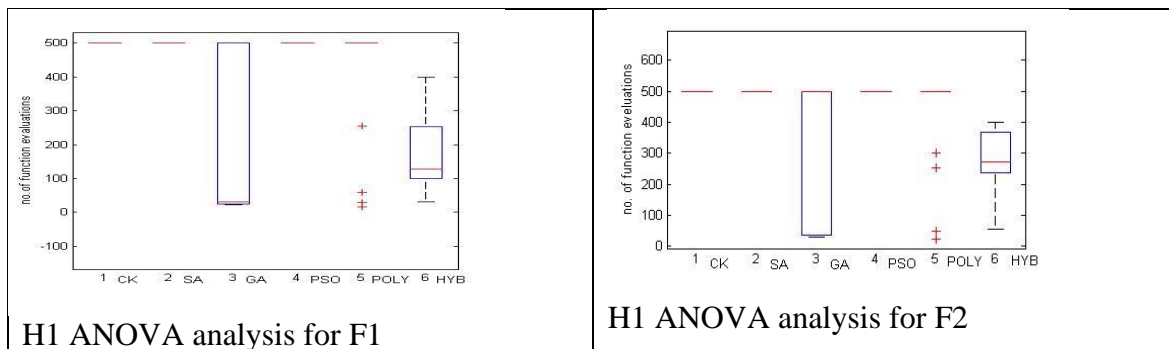 no.of function eveluations
500
400
300
200
100
0
-100
1 CK 2 SA 3 GA 4 PSO 5 POLY 6 HYB
H1 ANOVA analysis for F1
no. of function eveluations
600
500
400
300
200
100
0
1 CK 2 SA 3 GA 4 PSO 5 POLY 6 HYB
H1 ANOVA analysis for F2